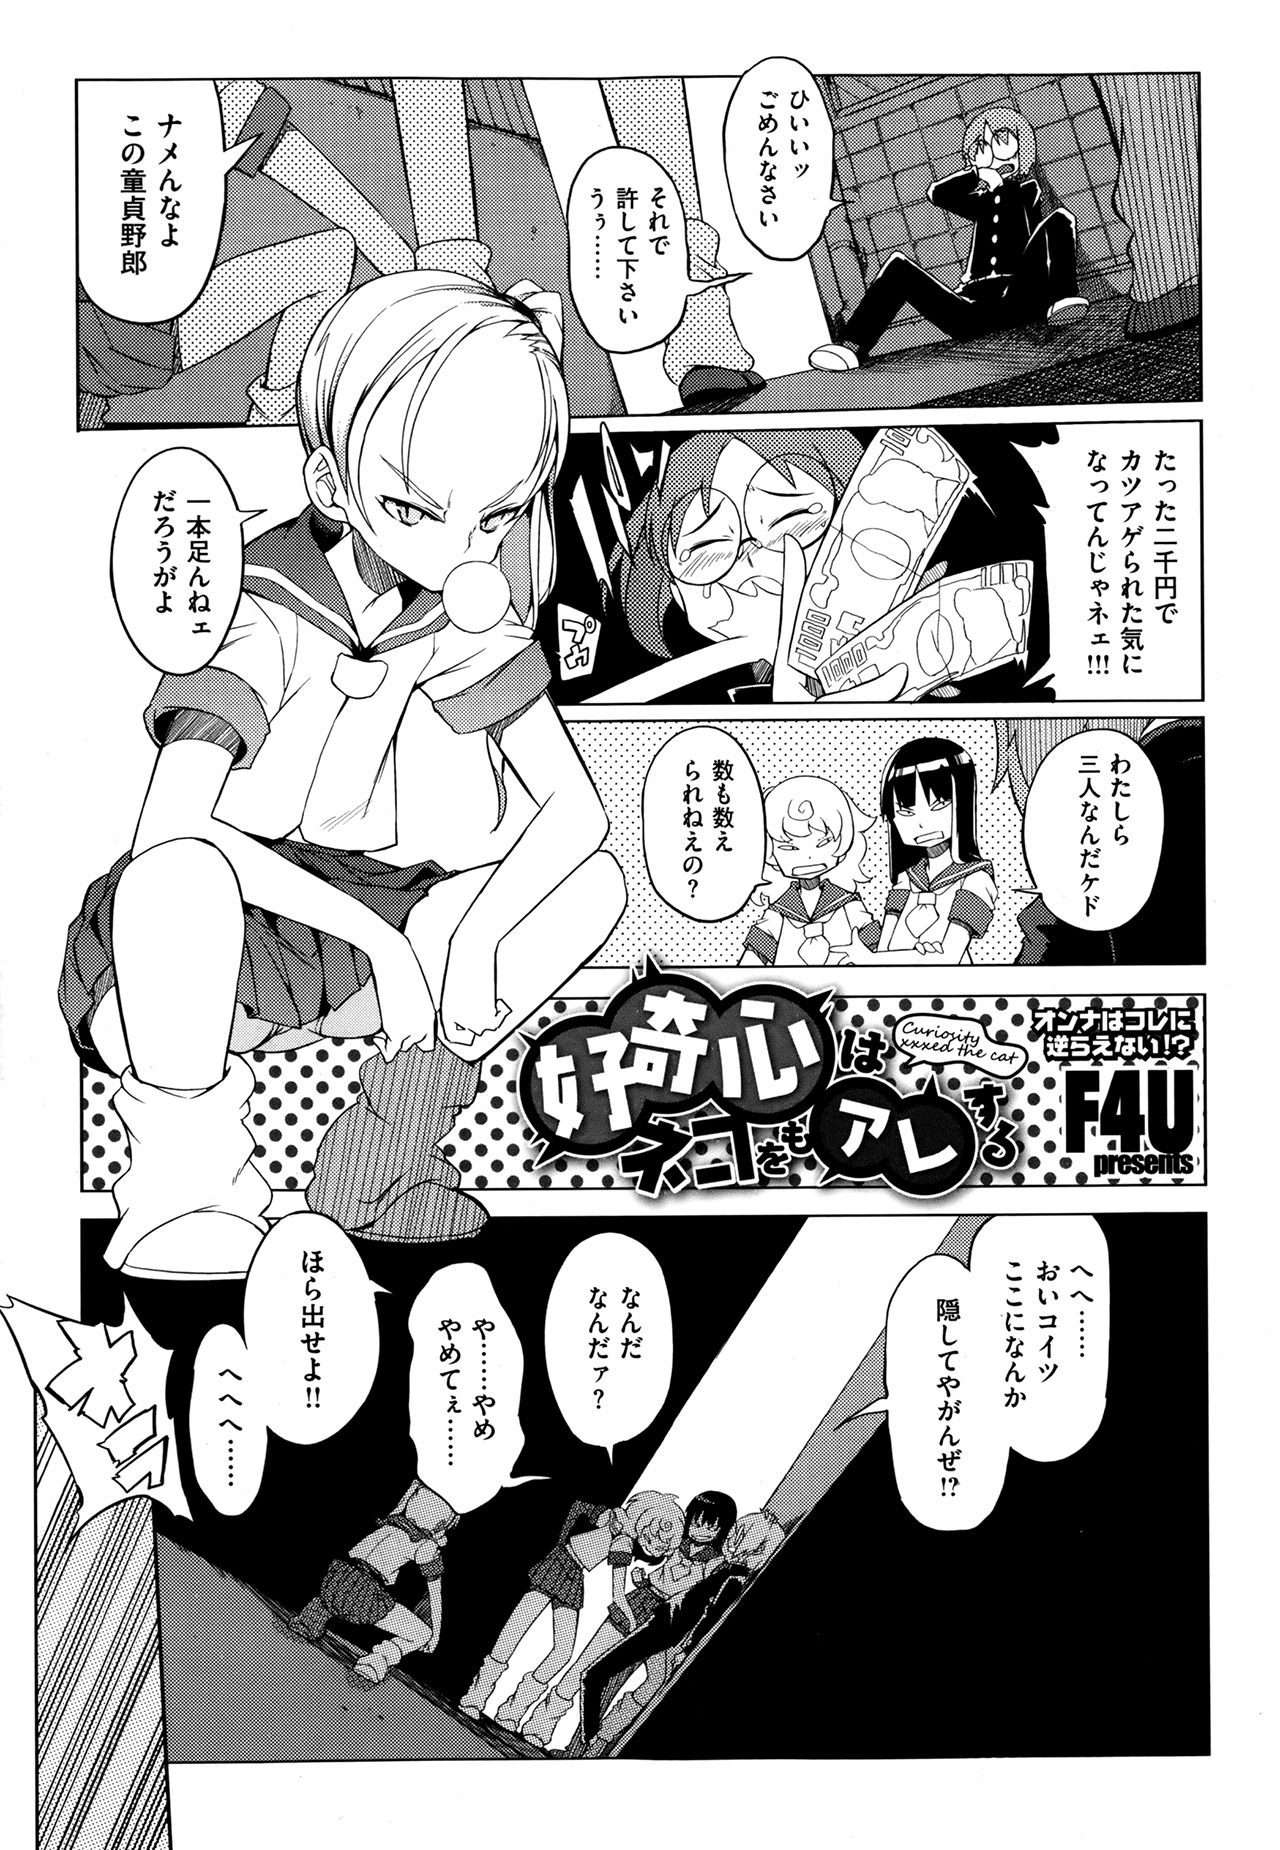 ひいいッ
ごめんなさい
それで
許して下さい
うぅ……
ナメんなよ
この童貞野郎
たった二千円で
カツアゲられた気に
なってんじゃネェ!!!
一本足んねェ
だろうがよ
わたしら
三人なんだヶド
数も数え
られねえの?
好奇心は
ネコをも
アレする
Curiosity
xxxed the cat
オンナはコレに
逆らえない!?
F4U
presents
へへ……
おいコイツ
ここになんか
隠してやがんぜ!?
なんだ
なんだァ?
や……やめ
やめてぇ……
ほら出せよ!!
へへへ……